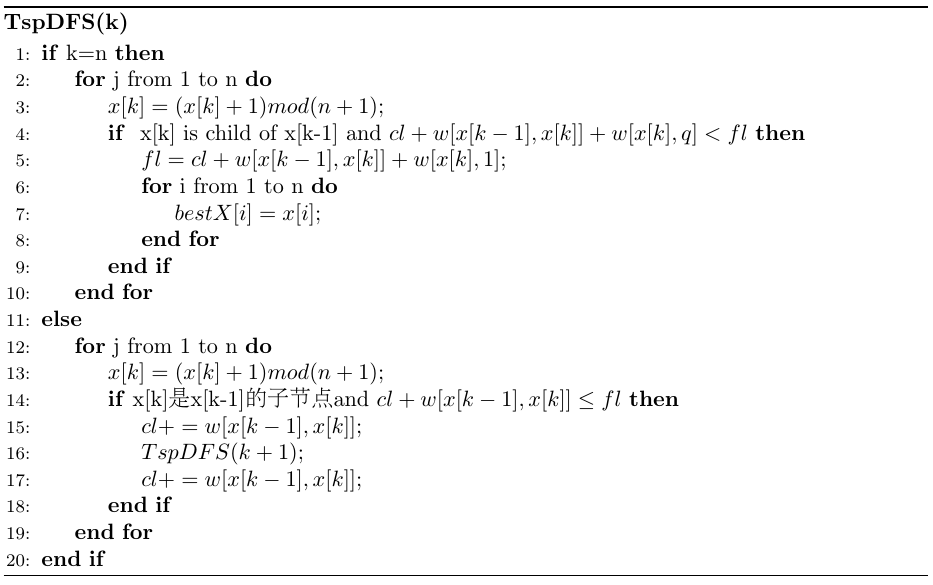 TspDFS(k)
1: if k=n then
2: for j from 1 to n do
3: x[k] = (x[k] + 1)mod(n + 1);
4: if x[k] is child of x[k-1] and cl + w[x[k − 1], x[k]] + w[x[k], q] < fl then
5: fl = cl + w[x[k − 1], x[k]] + w[x[k], 1];
6: for i from 1 to n do
7: bestX[i] = x[i];
8: end for
9: end if
10: end for
11: else
12: for j from 1 to n do
13: x[k] = (x[k] + 1)mod(n + 1);
14: if x[k]是x[k-1]的子节点and cl + w[x[k − 1], x[k]] ≤ fl then
15: cl+ = w[x[k − 1], x[k]];
16: TspDFS(k + 1);
17: cl+ = w[x[k − 1], x[k]];
18: end if
19: end for
20: end if